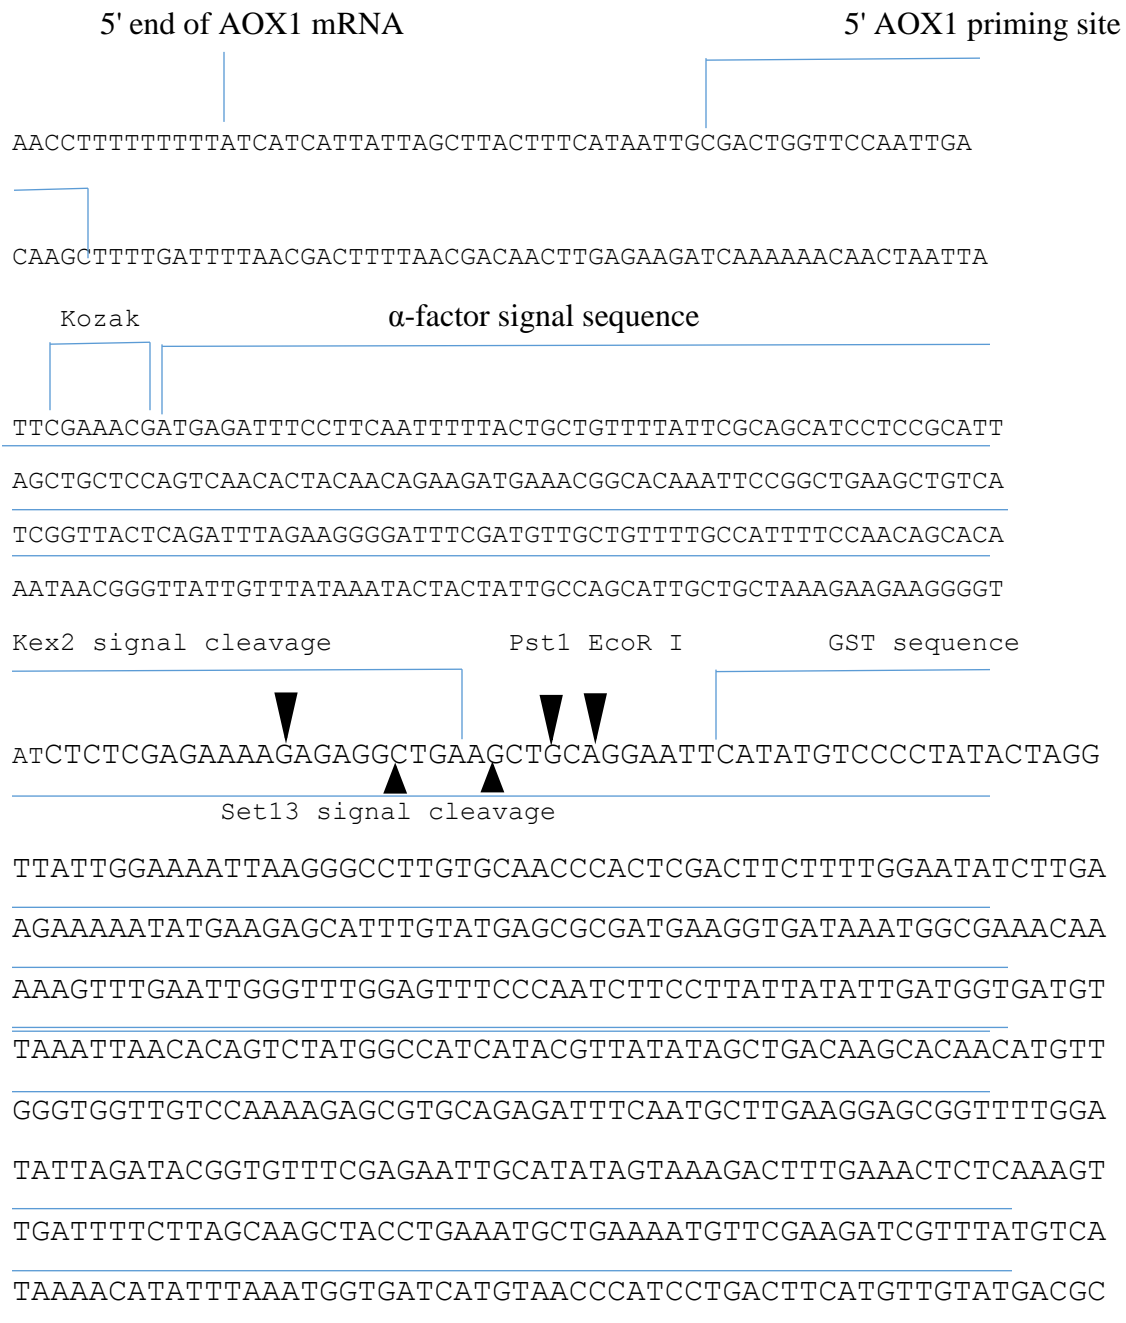 5' end of AOX1 mRNA 5' AOX1 priming site
AACCTTTTTTTTTATCATCATTATTAGCTTACTTTCATAATTGCGACTGGTTCCAATTGA
CAAGCTTTTGATTTTAACGACTTTTAACGACAACTTGAGAAGATCAAAAAACAACTAATTA
Kozak α-factor signal sequence
TTCGAAACGATGAGATTTCCTTCAATTTTTACTGCTGTTTTATTCGCAGCATCCTCCGCATT
AGCTGCTCCAGTCAACACTACAACAGAAGATGAAACGGCACAAATTCCGGCTGAAGCTGTCA
TCGGTTACTCAGATTTAGAAGGGGATTTCGATGTTGCTGTTTTGCCATTTTCCAACAGCACA
AATAACGGGTTATTGTTTATAAATACTACTATTGCCAGCATTGCTGCTAAAGAAGAAGGGGT
Kex2 signal cleavage Pst1 EcoR I GST sequence
ATCTCTCGAGAAAAGAGAGGCTGAAGCTGCAGGAATTCATATGTCCCCTATACTAGG
Set13 signal cleavage
TTATTGGAAAATTAAGGGCCTTGTGCAACCCACTCGACTTCTTTTGGAATATCTTGA
AGAAAAATATGAAGAGCATTTGTATGAGCGCGATGAAGGTGATAAATGGCGAAACAA
AAAGTTTGAATTGGGTTTGGAGTTTCCCAATCTTCCTTATTATATTGATGGTGATGT
TAAATTAACACAGTCTATGGCCATCATACGTTATATAGCTGACAAGCACAACATGTT
GGGTGGTTGTCCAAAAGAGCGTGCAGAGATTTCAATGCTTGAAGGAGCGGTTTTGGA
TATTAGATACGGTGTTTCGAGAATTGCATATAGTAAAGACTTTGAAACTCTCAAAGT
TGATTTTCTTAGCAAGCTACCTGAAATGCTGAAAATGTTCGAAGATCGTTTATGTCA
TAAAACATATTTAAATGGTGATCATGTAACCCATCCTGACTTCATGTTGTATGACGC